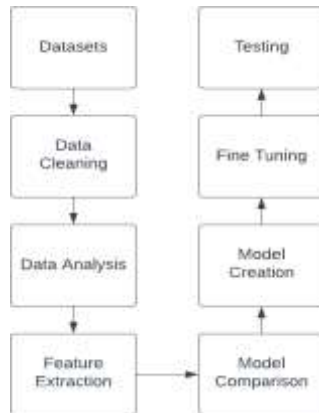 Datasets
Data
Cleaning
Data Analysis
Feature
Extraction
Model
Comparison
Model
Creation
Fine Tuning
Testing